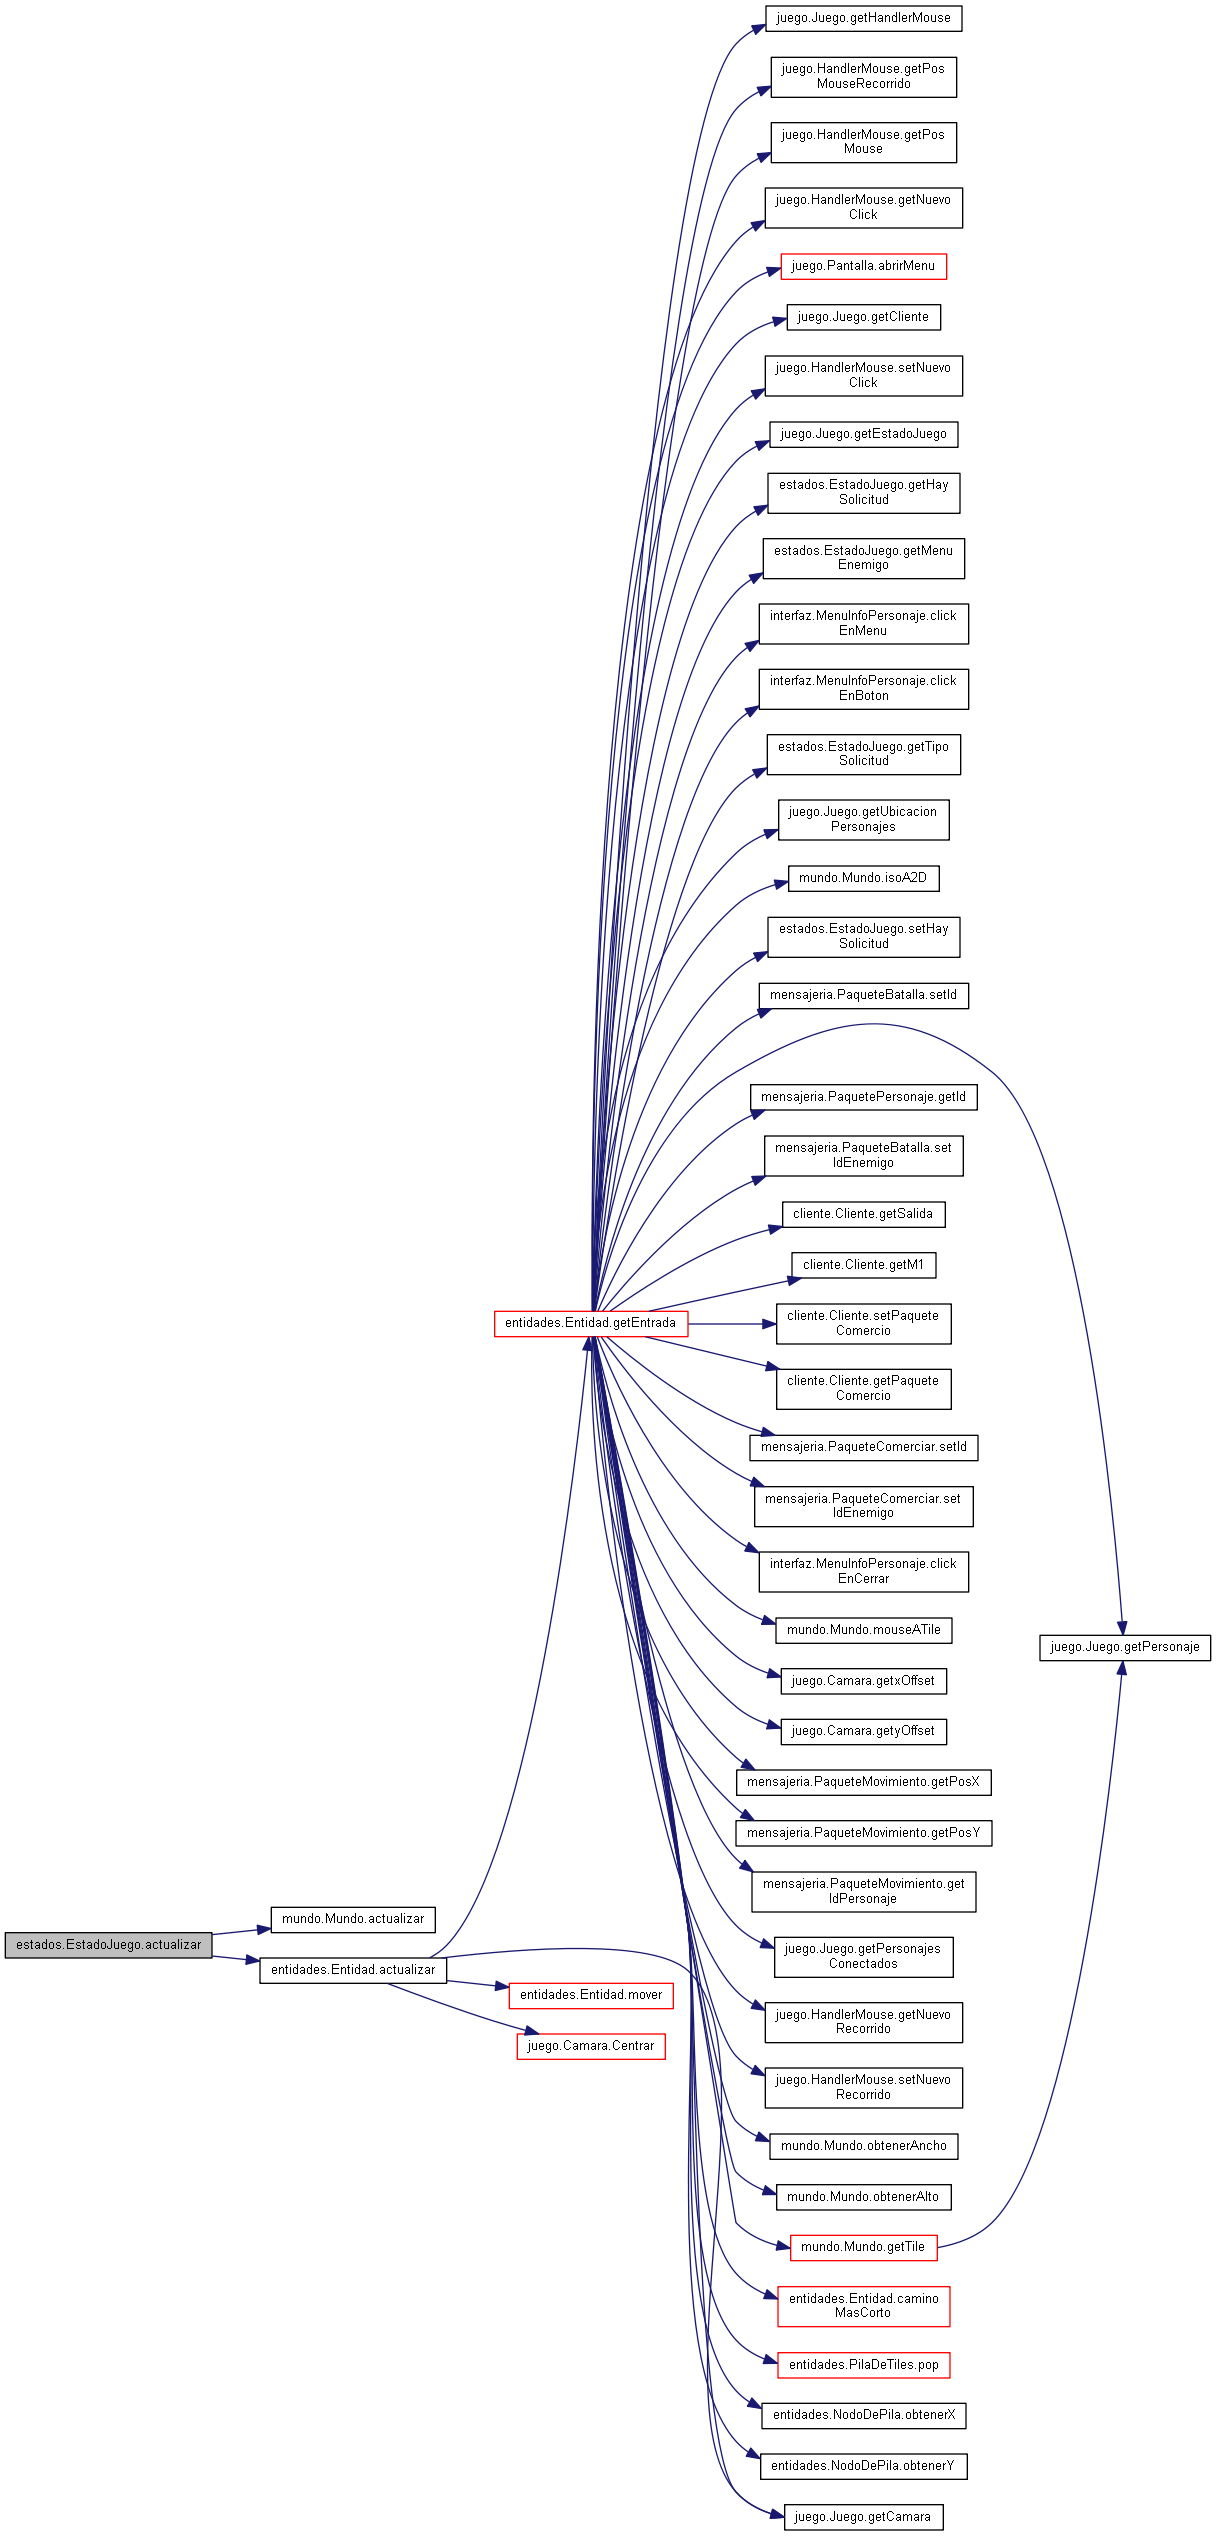 juego.Juego.getHandlerMouse
juego.HandlerMouse.getPos
MouseRecorrido
juego.HandlerMouse.getPos
Mouse
juego.HandlerMouse.getNuevo
Click
juego.Pantalla.abrirMenu
juego.Juego.getCliente
juego.HandlerMouse.setNuevo
Click
juego.Juego.getEstadoJuego
estados.EstadoJuego.getHay
Solicitud
estados.EstadoJuego.getMenu
Enemigo
interfaz.MenuInfoPersonaje.click
EnMenu
interfaz.MenuInfoPersonaje.click
EnBoton
estados.EstadoJuego.getTipo
Solicitud
juego.Juego.getUbicacion
Personajes
mundo.Mundo.isoA2D
estados.EstadoJuego.setHay
Solicitud
mensajeria.PaqueteBatalla.setId
mensajeria.PaquetePersonaje.getId
mensajeria.PaqueteBatalla.set
IdEnemigo
cliente.Cliente.getSalida
cliente.Cliente.getM1
entidades.Entidad.getEntrada
cliente.Cliente.setPaquete
Comercio
cliente.Cliente.getPaquete
Comercio
mensajeria.PaqueteComerciar.setId
mensajeria.PaqueteComerciar.set
IdEnemigo
interfaz.MenuInfoPersonaje.click
EnCerrar
mundo.Mundo.mouseATile
juego.Juego.getPersonaje
juego.Camara.getxOffset
juego.Camara.getyOffset
mensajeria.PaqueteMovimiento.getPosX
mensajeria.PaqueteMovimiento.getPosY
mensajeria.PaqueteMovimiento.get
IdPersonaje
mundo.Mundo.actualizar
estados.EstadoJuego.actualizar
juego.Juego.getPersonajes
Conectados
entidades.Entidad.actualizar
entidades.Entidad.mover
juego.HandlerMouse.getNuevo
Recorrido
juego.Camara.Centrar
juego.HandlerMouse.setNuevo
Recorrido
mundo.Mundo.obtenerAncho
mundo.Mundo.obtenerAlto
mundo.Mundo.getTile
entidades.Entidad.camino
MasCorto
entidades.PilaDeTiles.pop
entidades.NodoDePila.obtenerX
entidades.NodoDePila.obtenerY
juego.Juego.getCamara